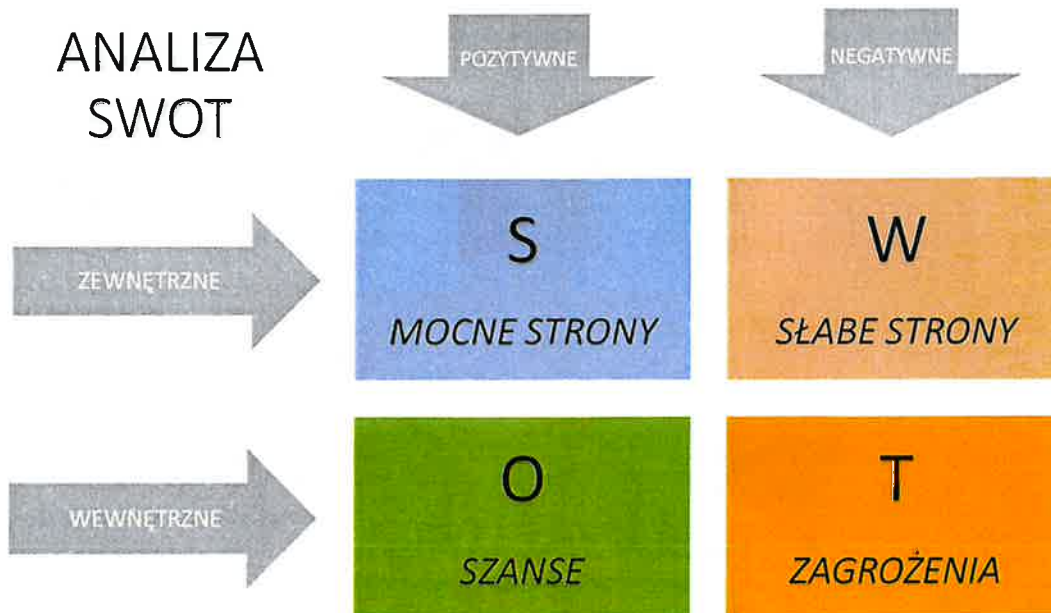 ANALIZA
SWOT
POZYTYWNE
NEGATYWNE
ZEWNĘTRZNE
S
MOCNE STRONY
W
SŁABE STRONY
WEWNĘTRZNE
O
SZANSE
T
ZAGROŻENIA